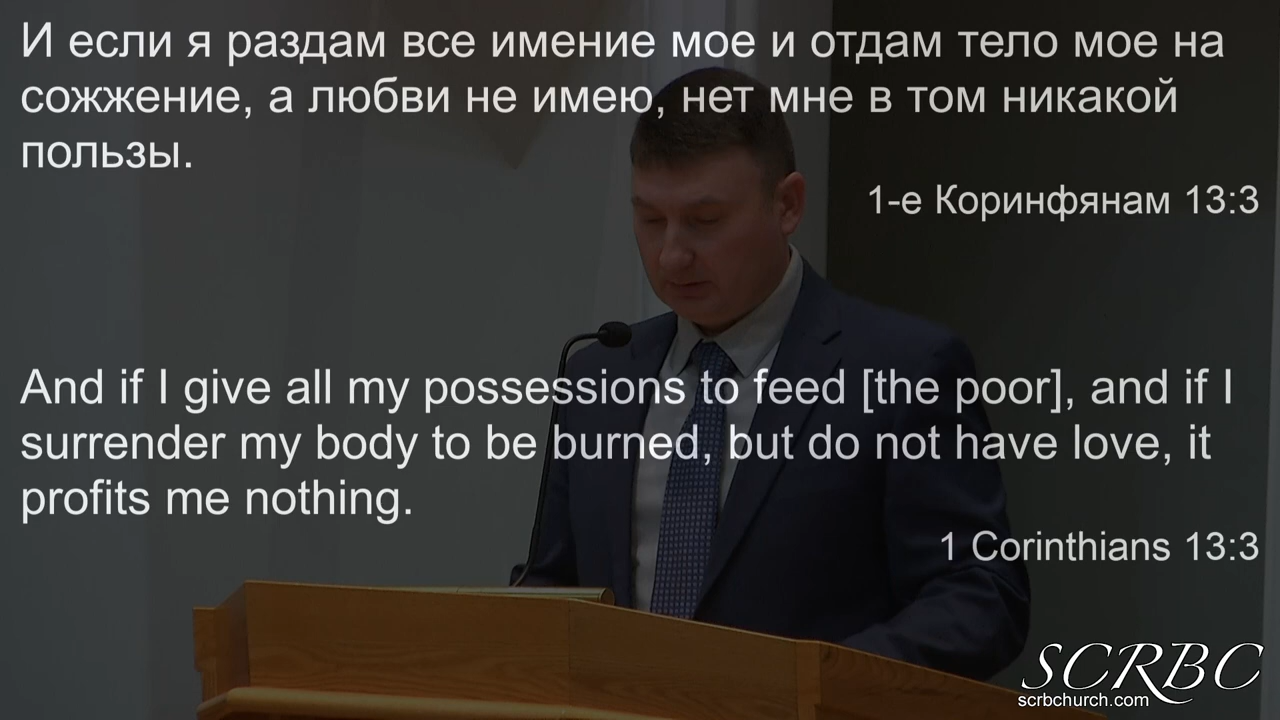 И если я раздам все имение мое и отдам тело мое на
сожжение, а любви не имею, нет мне в том никакой
пользы.
1-е Коринфянам 13:3
And if I give all my possessions to feed [the poor], and if I
surrender my body to be burned, but do not have love, it
profits me nothing.
1 Corinthians 13:3
SCRBC
scrbchurch.com